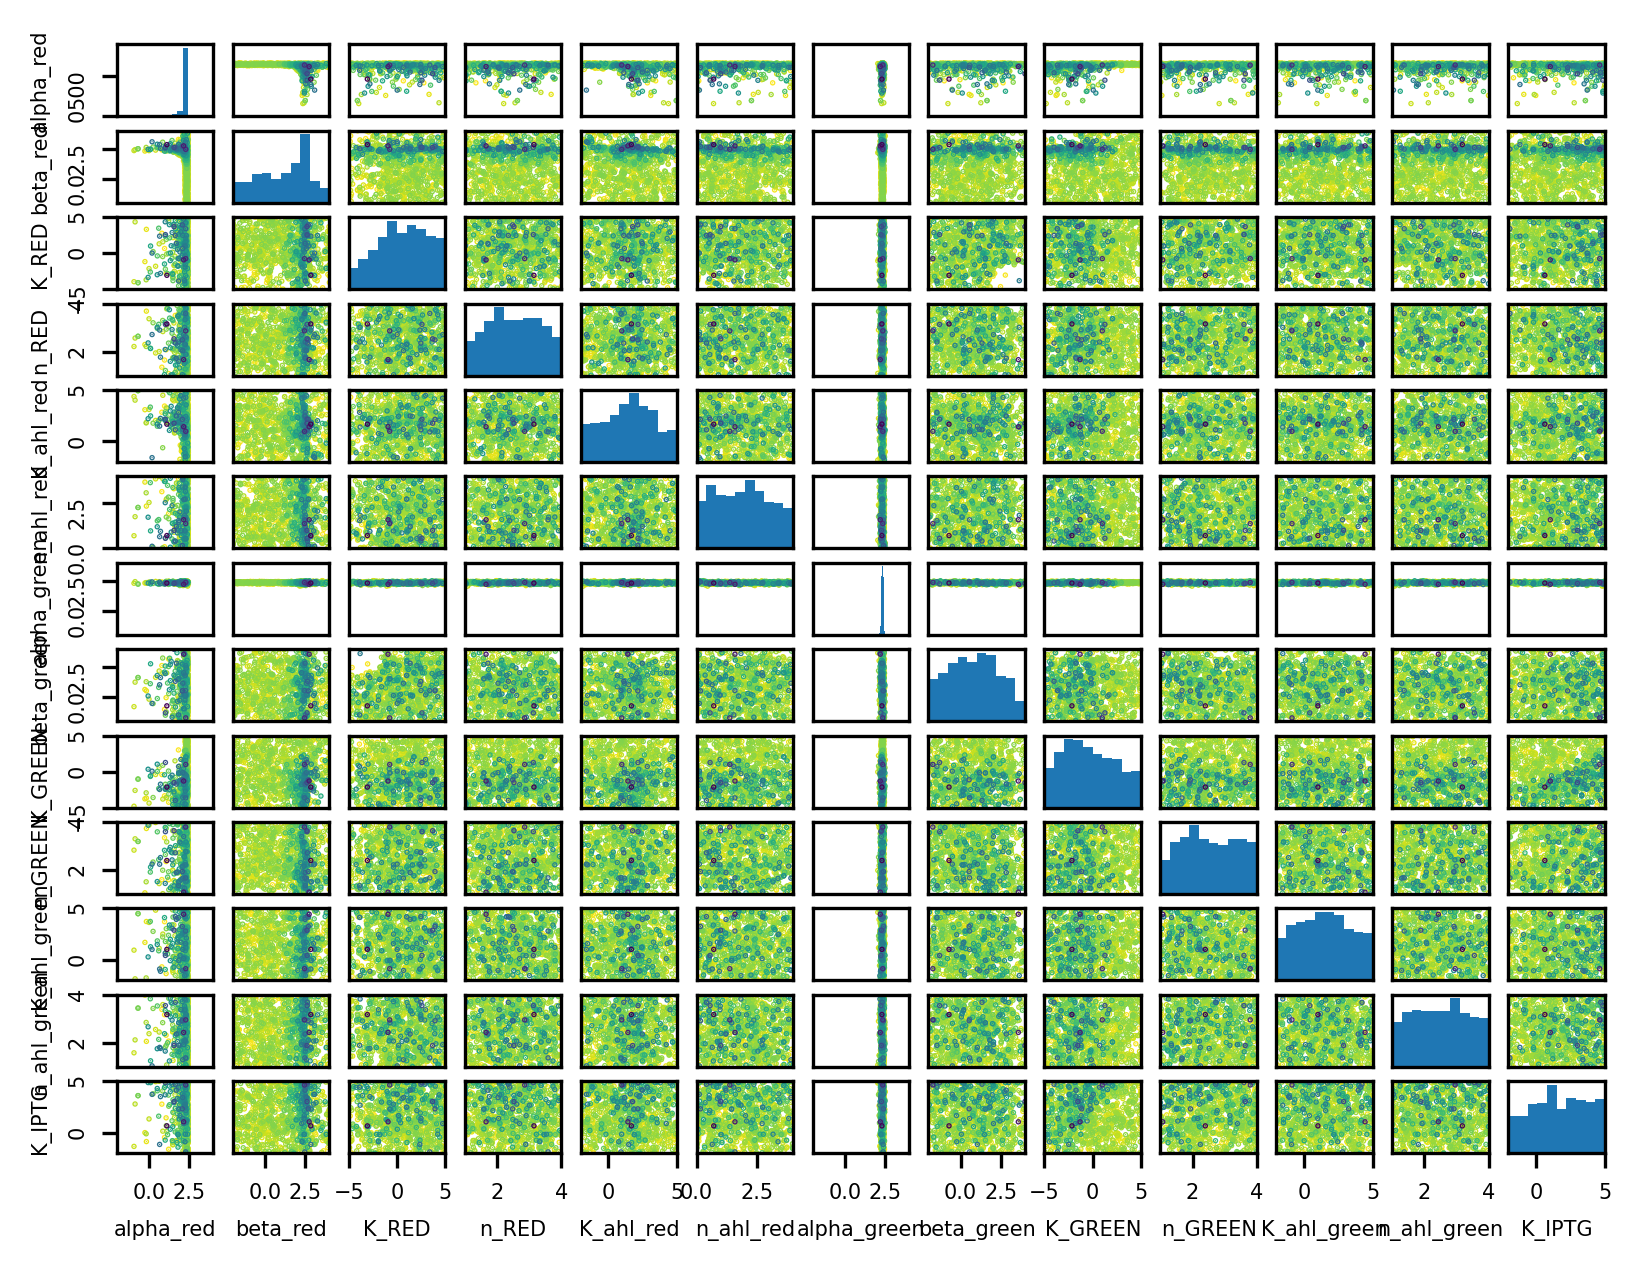 alpha_red
0500
beta_red
0.02.5
K_RED
5
0
n_RED
45
2
K_ahl_red
5
0
n_ahl_red
2.5
0.0
alpha_green
0.02.5
beta_green
0.02.5
K_GREEN
5
0
n_GREEN
45
2
K_ahl_green
5
0
n_ahl_green
4
2
K_IPTG
5
0
0.0 2.5 0.0 2.5 −5 0 5 2 4 0 5 0.0 2.5 0.0 2.5 0.0 2.5 −5 0 5 2 4 0 5 2 4 0 5
alpha_red beta_red K_RED n_RED K_ahl_red n_ahl_red alpha_green beta_green K_GREEN n_GREEN K_ahl_green n_ahl_green K_IPTG